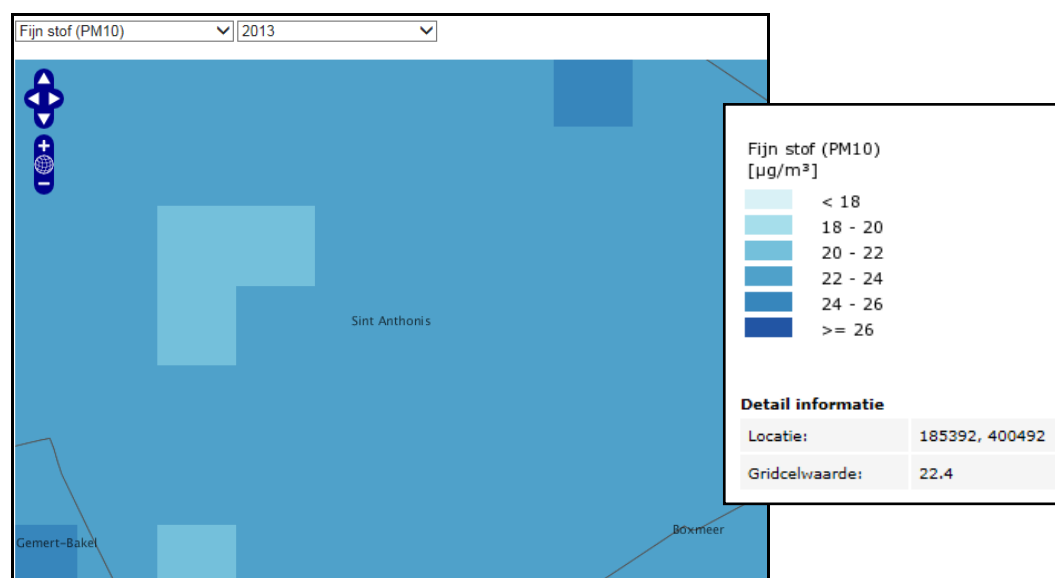 Fijn stof (PM10) 2013
Fijn stof (PM10)
[µg/m³]
< 18
18 - 20
20 - 22
22 - 24
24 - 26
>= 26
Sint Anthonis
Detail informatie
Locatie: 185392, 400492
Gridcelwaarde: 22.4
Boxmeer
Gemert-Bakel